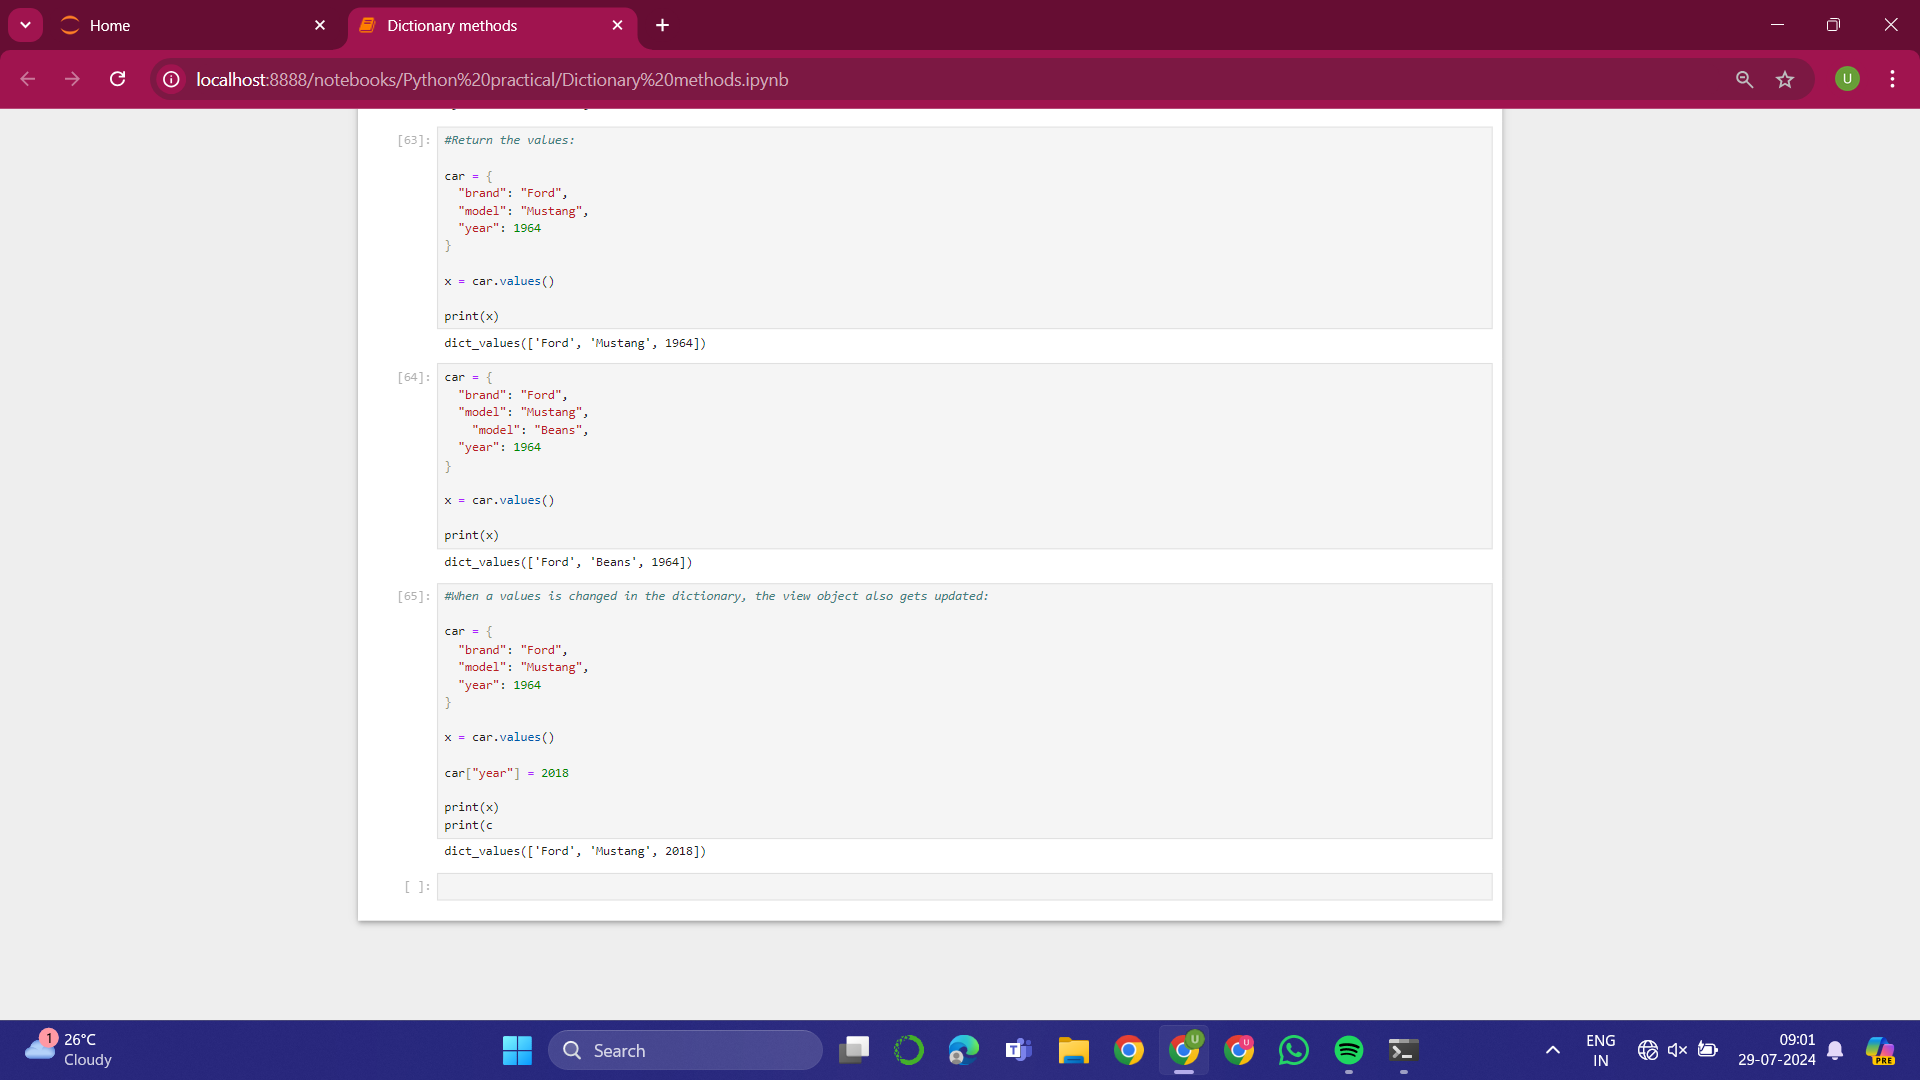 Home
Dictionary methods
localhost:8888/notebooks/Python%20practical/Dictionary%20methods.ipynb
U
[63]:
#Return the values:
car = {
  "brand": "Ford",
  "model": "Mustang",
  "year": 1964
}
x = car.values()
print(x)
dict_values(['Ford', 'Mustang', 1964])
[64]:
car = {
  "brand": "Ford",
  "model": "Mustang",
    "model": "Beans",
  "year": 1964
}
x = car.values()
print(x)
dict_values(['Ford', 'Beans', 1964])
[65]:
#When a values is changed in the dictionary, the view object also gets updated:
car = {
  "brand": "Ford",
  "model": "Mustang",
  "year": 1964
}
x = car.values()
car["year"] = 2018
print(x)
print(c
dict_values(['Ford', 'Mustang', 2018])
[ ]:
1
26°C
Cloudy
Search
U
U
ENG
IN
09:01
29-07-2024
PRE